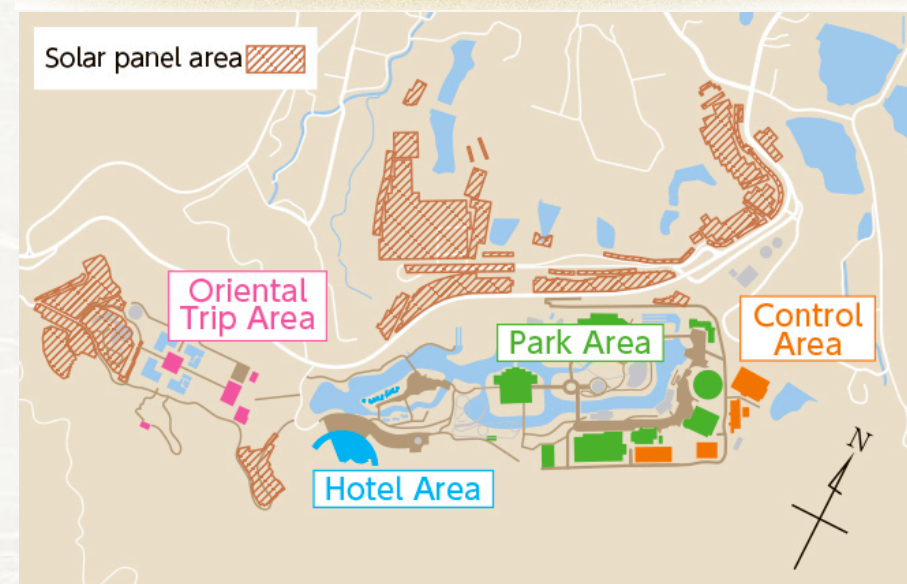 Solar panel area
Oriental
Trip Area
Park Area
Control
Area
Hotel Area
N